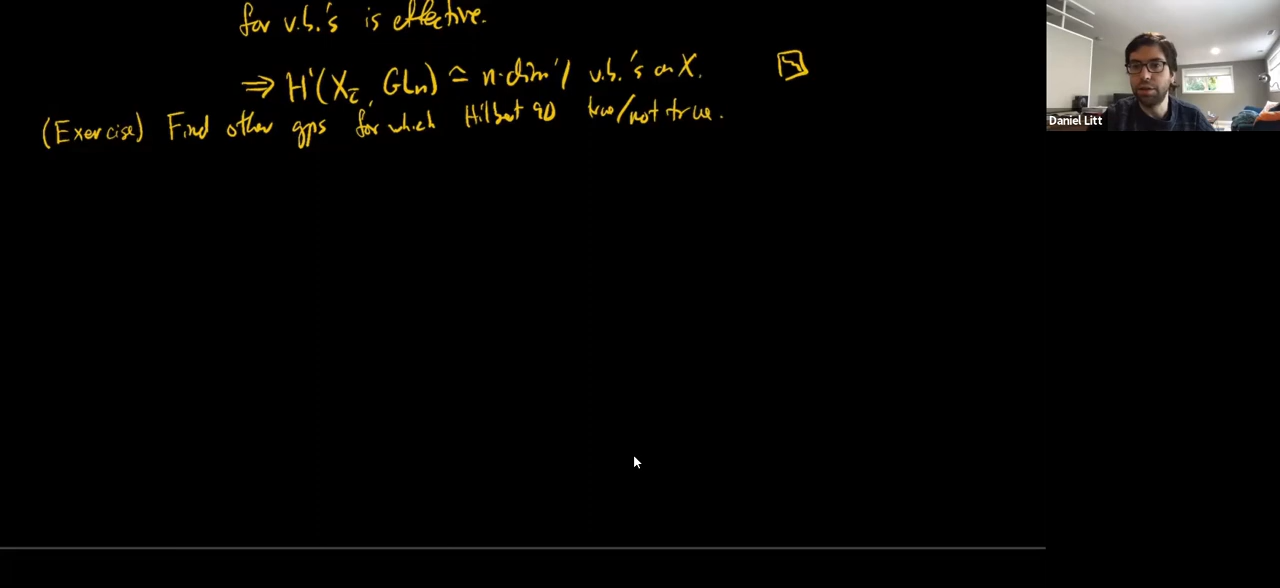 for v.b.'s is effective.
⇒ H¹(X_τ, GLn) ≃ n-dim'l v.b.'s on X.
(Exercise) Find other gps for which Hilbert 90 true/not true.
Daniel Litt